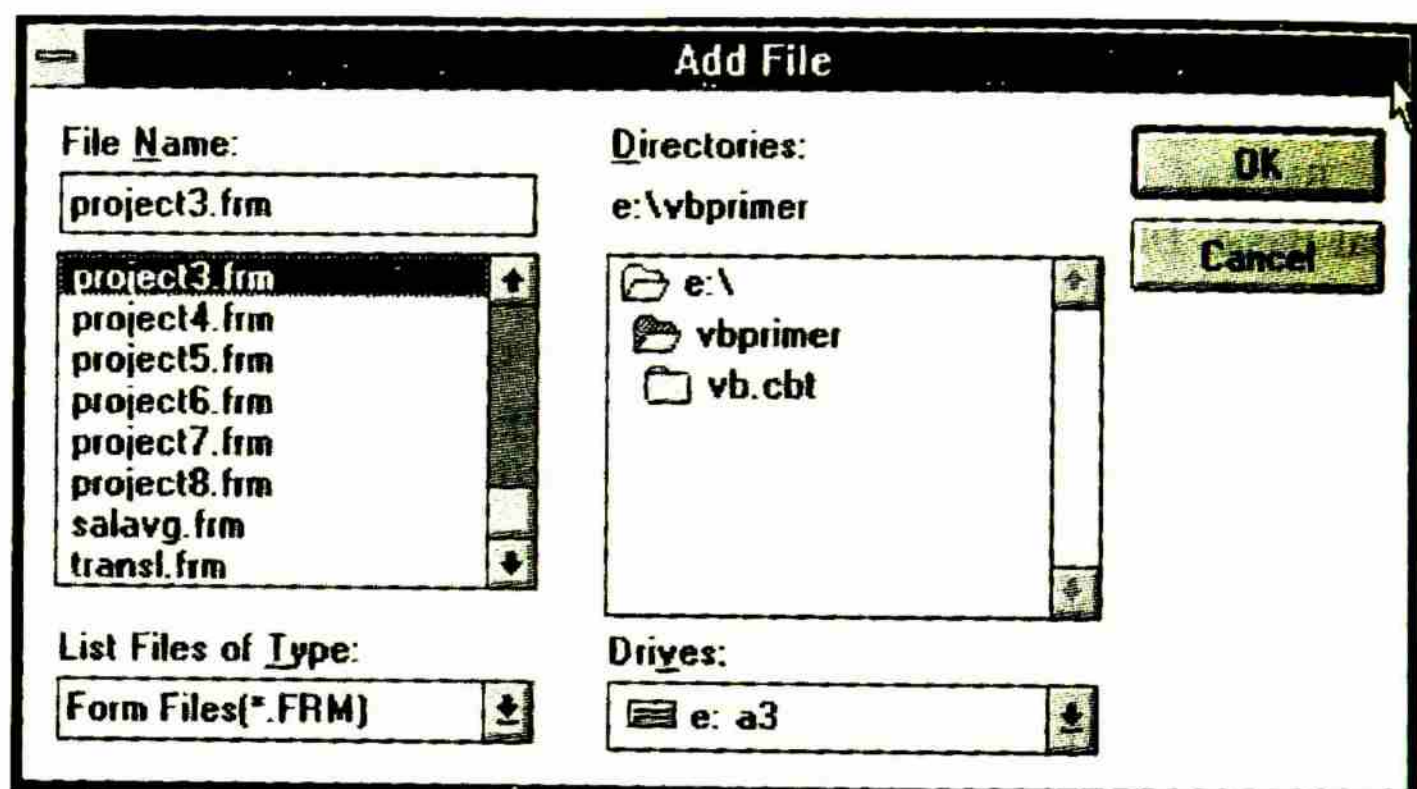 Add File
File Name:
project3.frm
project3.frm
project4.frm
project5.frm
project6.frm
project7.frm
project8.frm
salavg.frm
transl.frm
List Files of Type:
Form Files(*.FRM)
Directories:
e:\vbprimer
e:\
vbprimer
vb.cbt
Drives:
e: a3
OK
Cancel